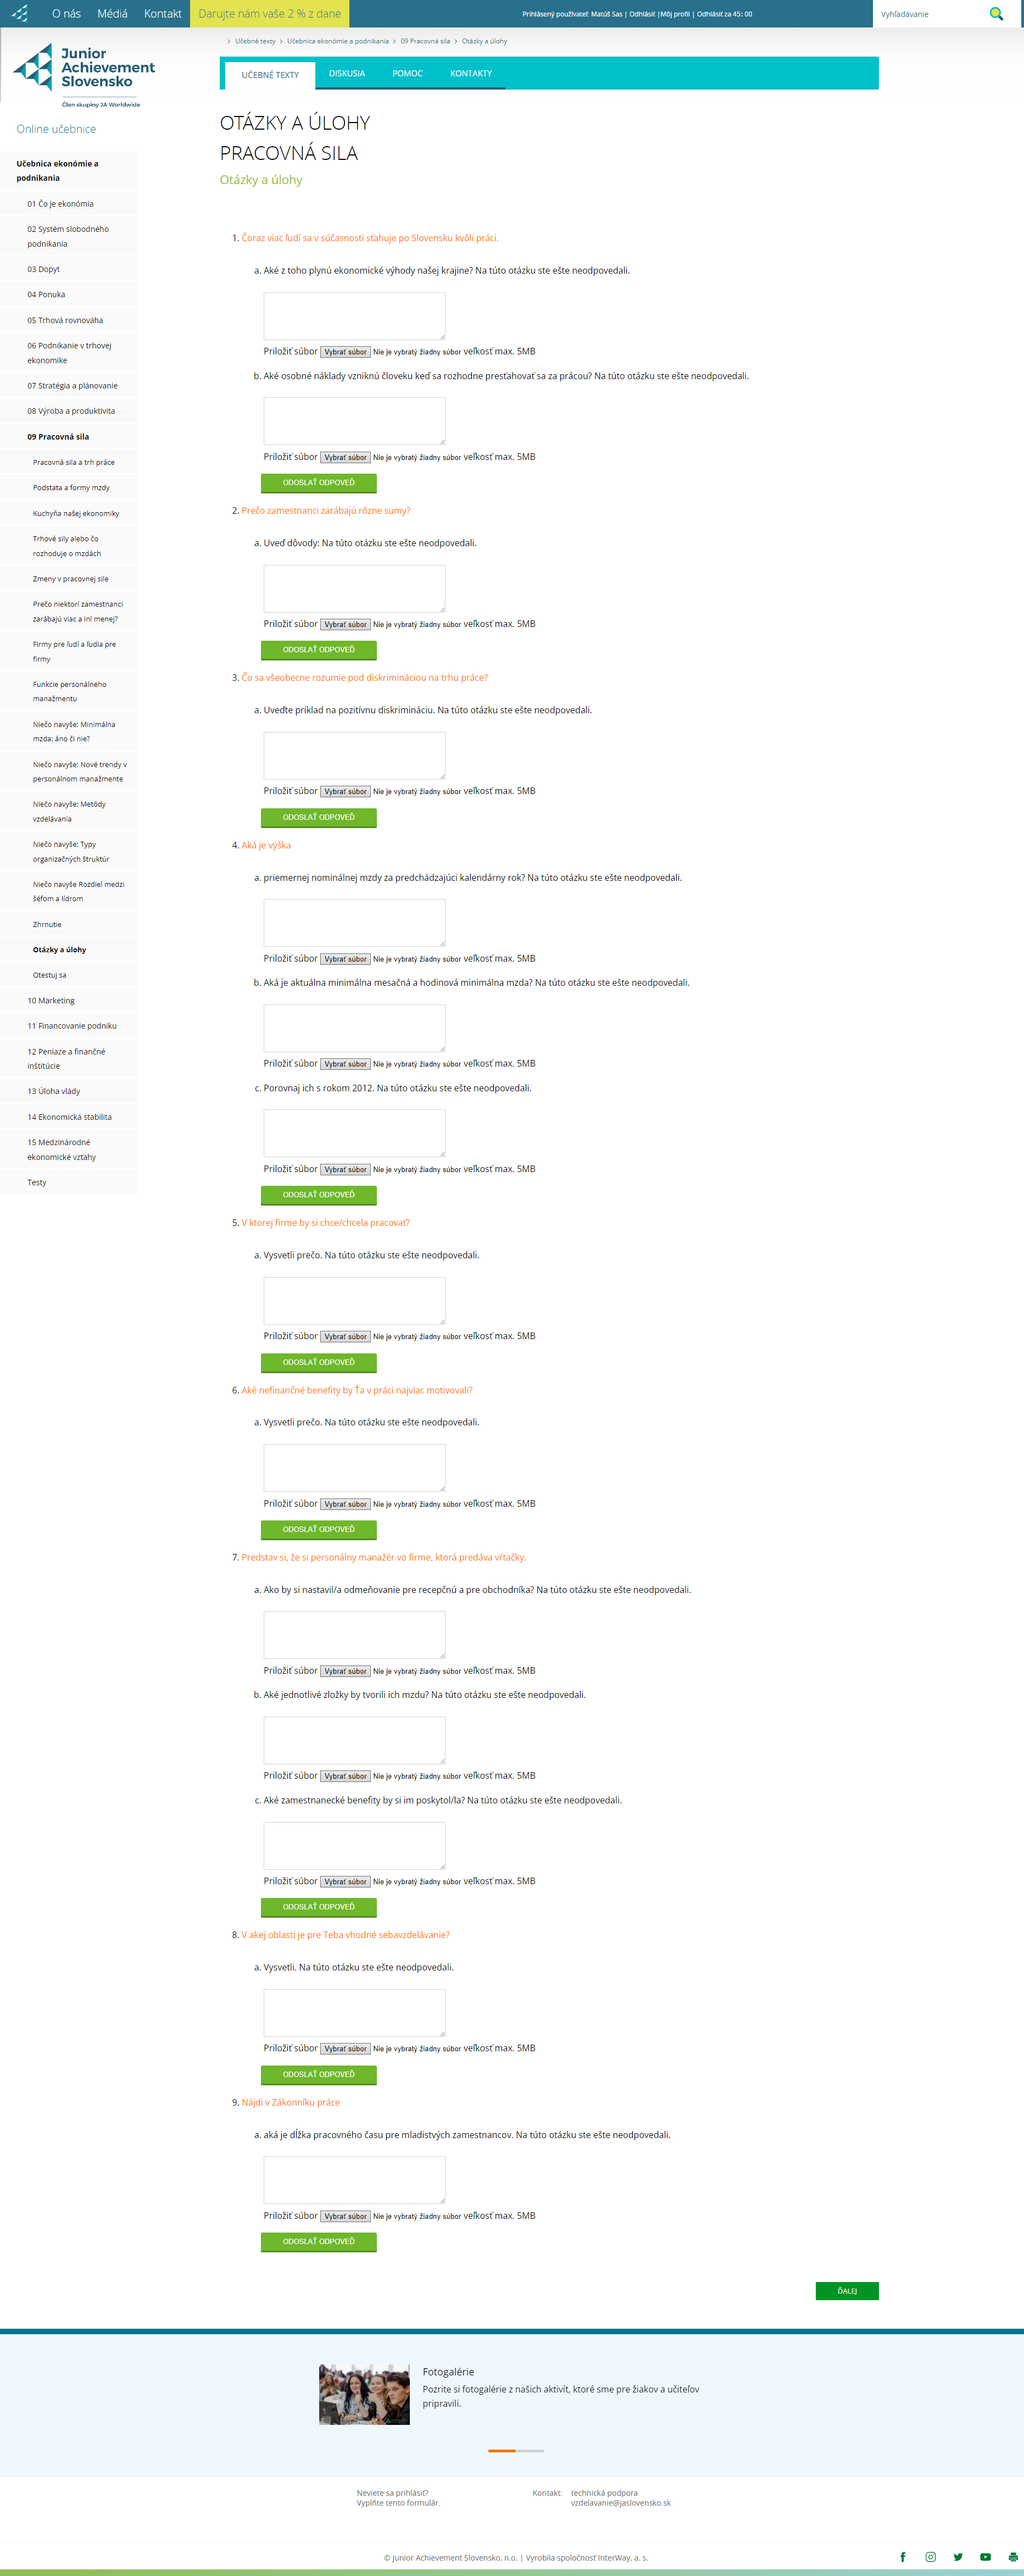 O nás Médiá Kontakt Darujte nám vaše 2 % z dane Prihlásený používateľ: Matúš Sas | Odhlásiť |Môj profil | Odhlásiť za 45: 00 Vyhľadávanie
Junior
Achievement
Slovensko
Člen skupiny JA Worldwide
Učebné texty Učebnica ekonómie a podnikania 09 Pracovná sila Otázky a úlohy
UČEBNÉ TEXTY DISKUSIA POMOC KONTAKTY
Online učebnice
Učebnica ekonómie a
podnikania
01 Čo je ekonómia
02 Systém slobodného
podnikania
03 Dopyt
04 Ponuka
05 Trhová rovnováha
06 Podnikanie v trhovej
ekonomike
07 Stratégia a plánovanie
08 Výroba a produktivita
09 Pracovná sila
Pracovná sila a trh práce
Podstata a formy mzdy
Kuchyňa našej ekonomiky
Trhové sily alebo čo
rozhoduje o mzdách
Zmeny v pracovnej sile
Prečo niektorí zamestnanci
zarábajú viac a iní menej?
Firmy pre ľudí a ľudia pre
firmy
Funkcie personálneho
manažmentu
Niečo navyše: Minimálna
mzda: áno či nie?
Niečo navyše: Nové trendy v
personálnom manažmente
Niečo navyše: Metódy
vzdelávania
Niečo navyše: Typy
organizačných štruktúr
Niečo navyše Rozdiel medzi
šéfom a lídrom
Zhrnutie
Otázky a úlohy
Otestuj sa
10 Marketing
11 Financovanie podniku
12 Peniaze a finančné
inštitúcie
13 Úloha vlády
14 Ekonomická stabilita
15 Medzinárodné
ekonomické vzťahy
Testy
OTÁZKY A ÚLOHY
PRACOVNÁ SILA
Otázky a úlohy
1. Čoraz viac ľudí sa v súčasnosti sťahuje po Slovensku kvôli práci.
a. Aké z toho plynú ekonomické výhody našej krajine? Na túto otázku ste ešte neodpovedali.
Priložiť súbor Vybrať súbor Nie je vybratý žiadny súbor veľkosť max. 5MB
b. Aké osobné náklady vzniknú človeku keď sa rozhodne presťahovať sa za prácou? Na túto otázku ste ešte neodpovedali.
Priložiť súbor Vybrať súbor Nie je vybratý žiadny súbor veľkosť max. 5MB
ODOSLAŤ ODPOVEĎ
2. Prečo zamestnanci zarábajú rôzne sumy?
a. Uveď dôvody: Na túto otázku ste ešte neodpovedali.
Priložiť súbor Vybrať súbor Nie je vybratý žiadny súbor veľkosť max. 5MB
ODOSLAŤ ODPOVEĎ
3. Čo sa všeobecne rozumie pod diskrimináciou na trhu práce?
a. Uveďte príklad na pozitívnu diskrimináciu. Na túto otázku ste ešte neodpovedali.
Priložiť súbor Vybrať súbor Nie je vybratý žiadny súbor veľkosť max. 5MB
ODOSLAŤ ODPOVEĎ
4. Aká je výška
a. priemernej nominálnej mzdy za predchádzajúci kalendárny rok? Na túto otázku ste ešte neodpovedali.
Priložiť súbor Vybrať súbor Nie je vybratý žiadny súbor veľkosť max. 5MB
b. Aká je aktuálna minimálna mesačná a hodinová minimálna mzda? Na túto otázku ste ešte neodpovedali.
Priložiť súbor Vybrať súbor Nie je vybratý žiadny súbor veľkosť max. 5MB
c. Porovnaj ich s rokom 2012. Na túto otázku ste ešte neodpovedali.
Priložiť súbor Vybrať súbor Nie je vybratý žiadny súbor veľkosť max. 5MB
ODOSLAŤ ODPOVEĎ
5. V ktorej firme by si chce/chcela pracovať?
a. Vysvetli prečo. Na túto otázku ste ešte neodpovedali.
Priložiť súbor Vybrať súbor Nie je vybratý žiadny súbor veľkosť max. 5MB
ODOSLAŤ ODPOVEĎ
6. Aké nefinančné benefity by Ťa v práci najviac motivovali?
a. Vysvetli prečo. Na túto otázku ste ešte neodpovedali.
Priložiť súbor Vybrať súbor Nie je vybratý žiadny súbor veľkosť max. 5MB
ODOSLAŤ ODPOVEĎ
7. Predstav si, že si personálny manažér vo firme, ktorá predáva vŕtačky.
a. Ako by si nastavil/a odmeňovanie pre recepčnú a pre obchodníka? Na túto otázku ste ešte neodpovedali.
Priložiť súbor Vybrať súbor Nie je vybratý žiadny súbor veľkosť max. 5MB
b. Aké jednotlivé zložky by tvorili ich mzdu? Na túto otázku ste ešte neodpovedali.
Priložiť súbor Vybrať súbor Nie je vybratý žiadny súbor veľkosť max. 5MB
c. Aké zamestnanecké benefity by si im poskytol/la? Na túto otázku ste ešte neodpovedali.
Priložiť súbor Vybrať súbor Nie je vybratý žiadny súbor veľkosť max. 5MB
ODOSLAŤ ODPOVEĎ
8. V akej oblasti je pre Teba vhodné sebavzdelávanie?
a. Vysvetli. Na túto otázku ste ešte neodpovedali.
Priložiť súbor Vybrať súbor Nie je vybratý žiadny súbor veľkosť max. 5MB
ODOSLAŤ ODPOVEĎ
9. Nájdi v Zákonníku práce
a. aká je dĺžka pracovného času pre mladistvých zamestnancov. Na túto otázku ste ešte neodpovedali.
Priložiť súbor Vybrať súbor Nie je vybratý žiadny súbor veľkosť max. 5MB
ODOSLAŤ ODPOVEĎ
ĎALEJ
Fotogalérie
Pozrite si fotogalérie z našich aktivít, ktoré sme pre žiakov a učiteľov
pripravili.
Neviete sa prihlásiť?
Vyplňte tento formulár.
Kontakt: technická podpora
vzdelavanie@jaslovensko.sk
© Junior Achievement Slovensko, n.o. | Vyrobila spoločnosť InterWay, a. s.